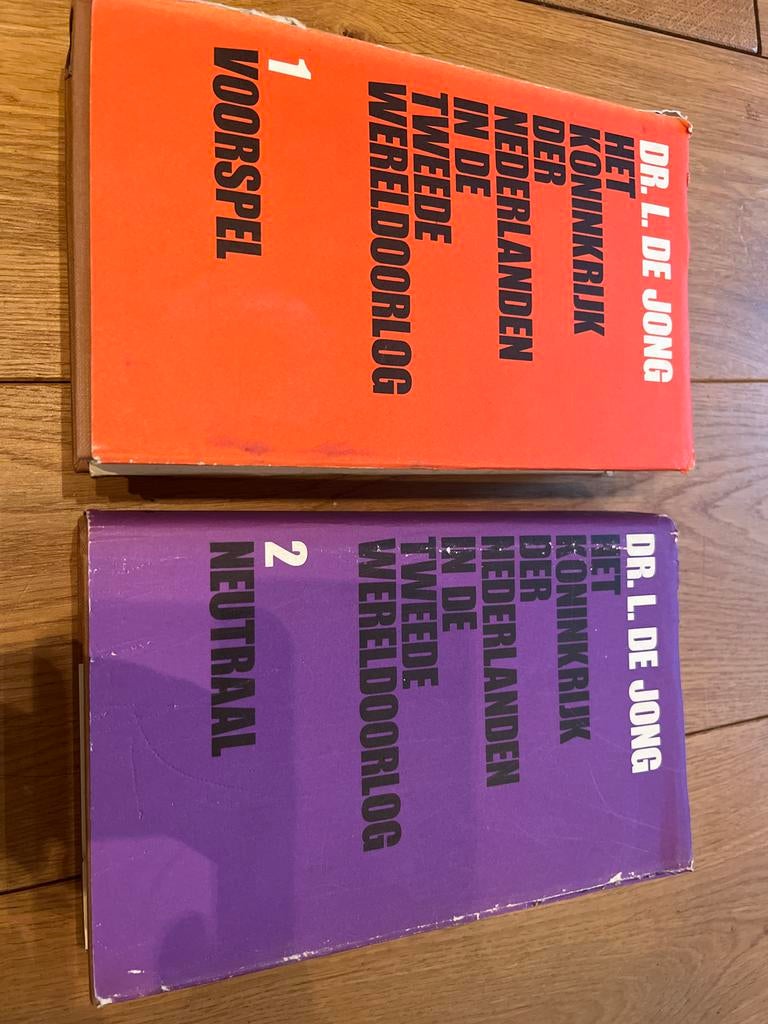 DR. L. DE JONG
HET
KONINKRIJK
DER
NEDERLANDEN
IN DE
TWEEDE
WERELDOORLOG
1
VOORSPEL
DR. L. DE JONG
HET
KONINKRIJK
DER
NEDERLANDEN
IN DE
TWEEDE
WERELDOORLOG
2
NEUTRAAL